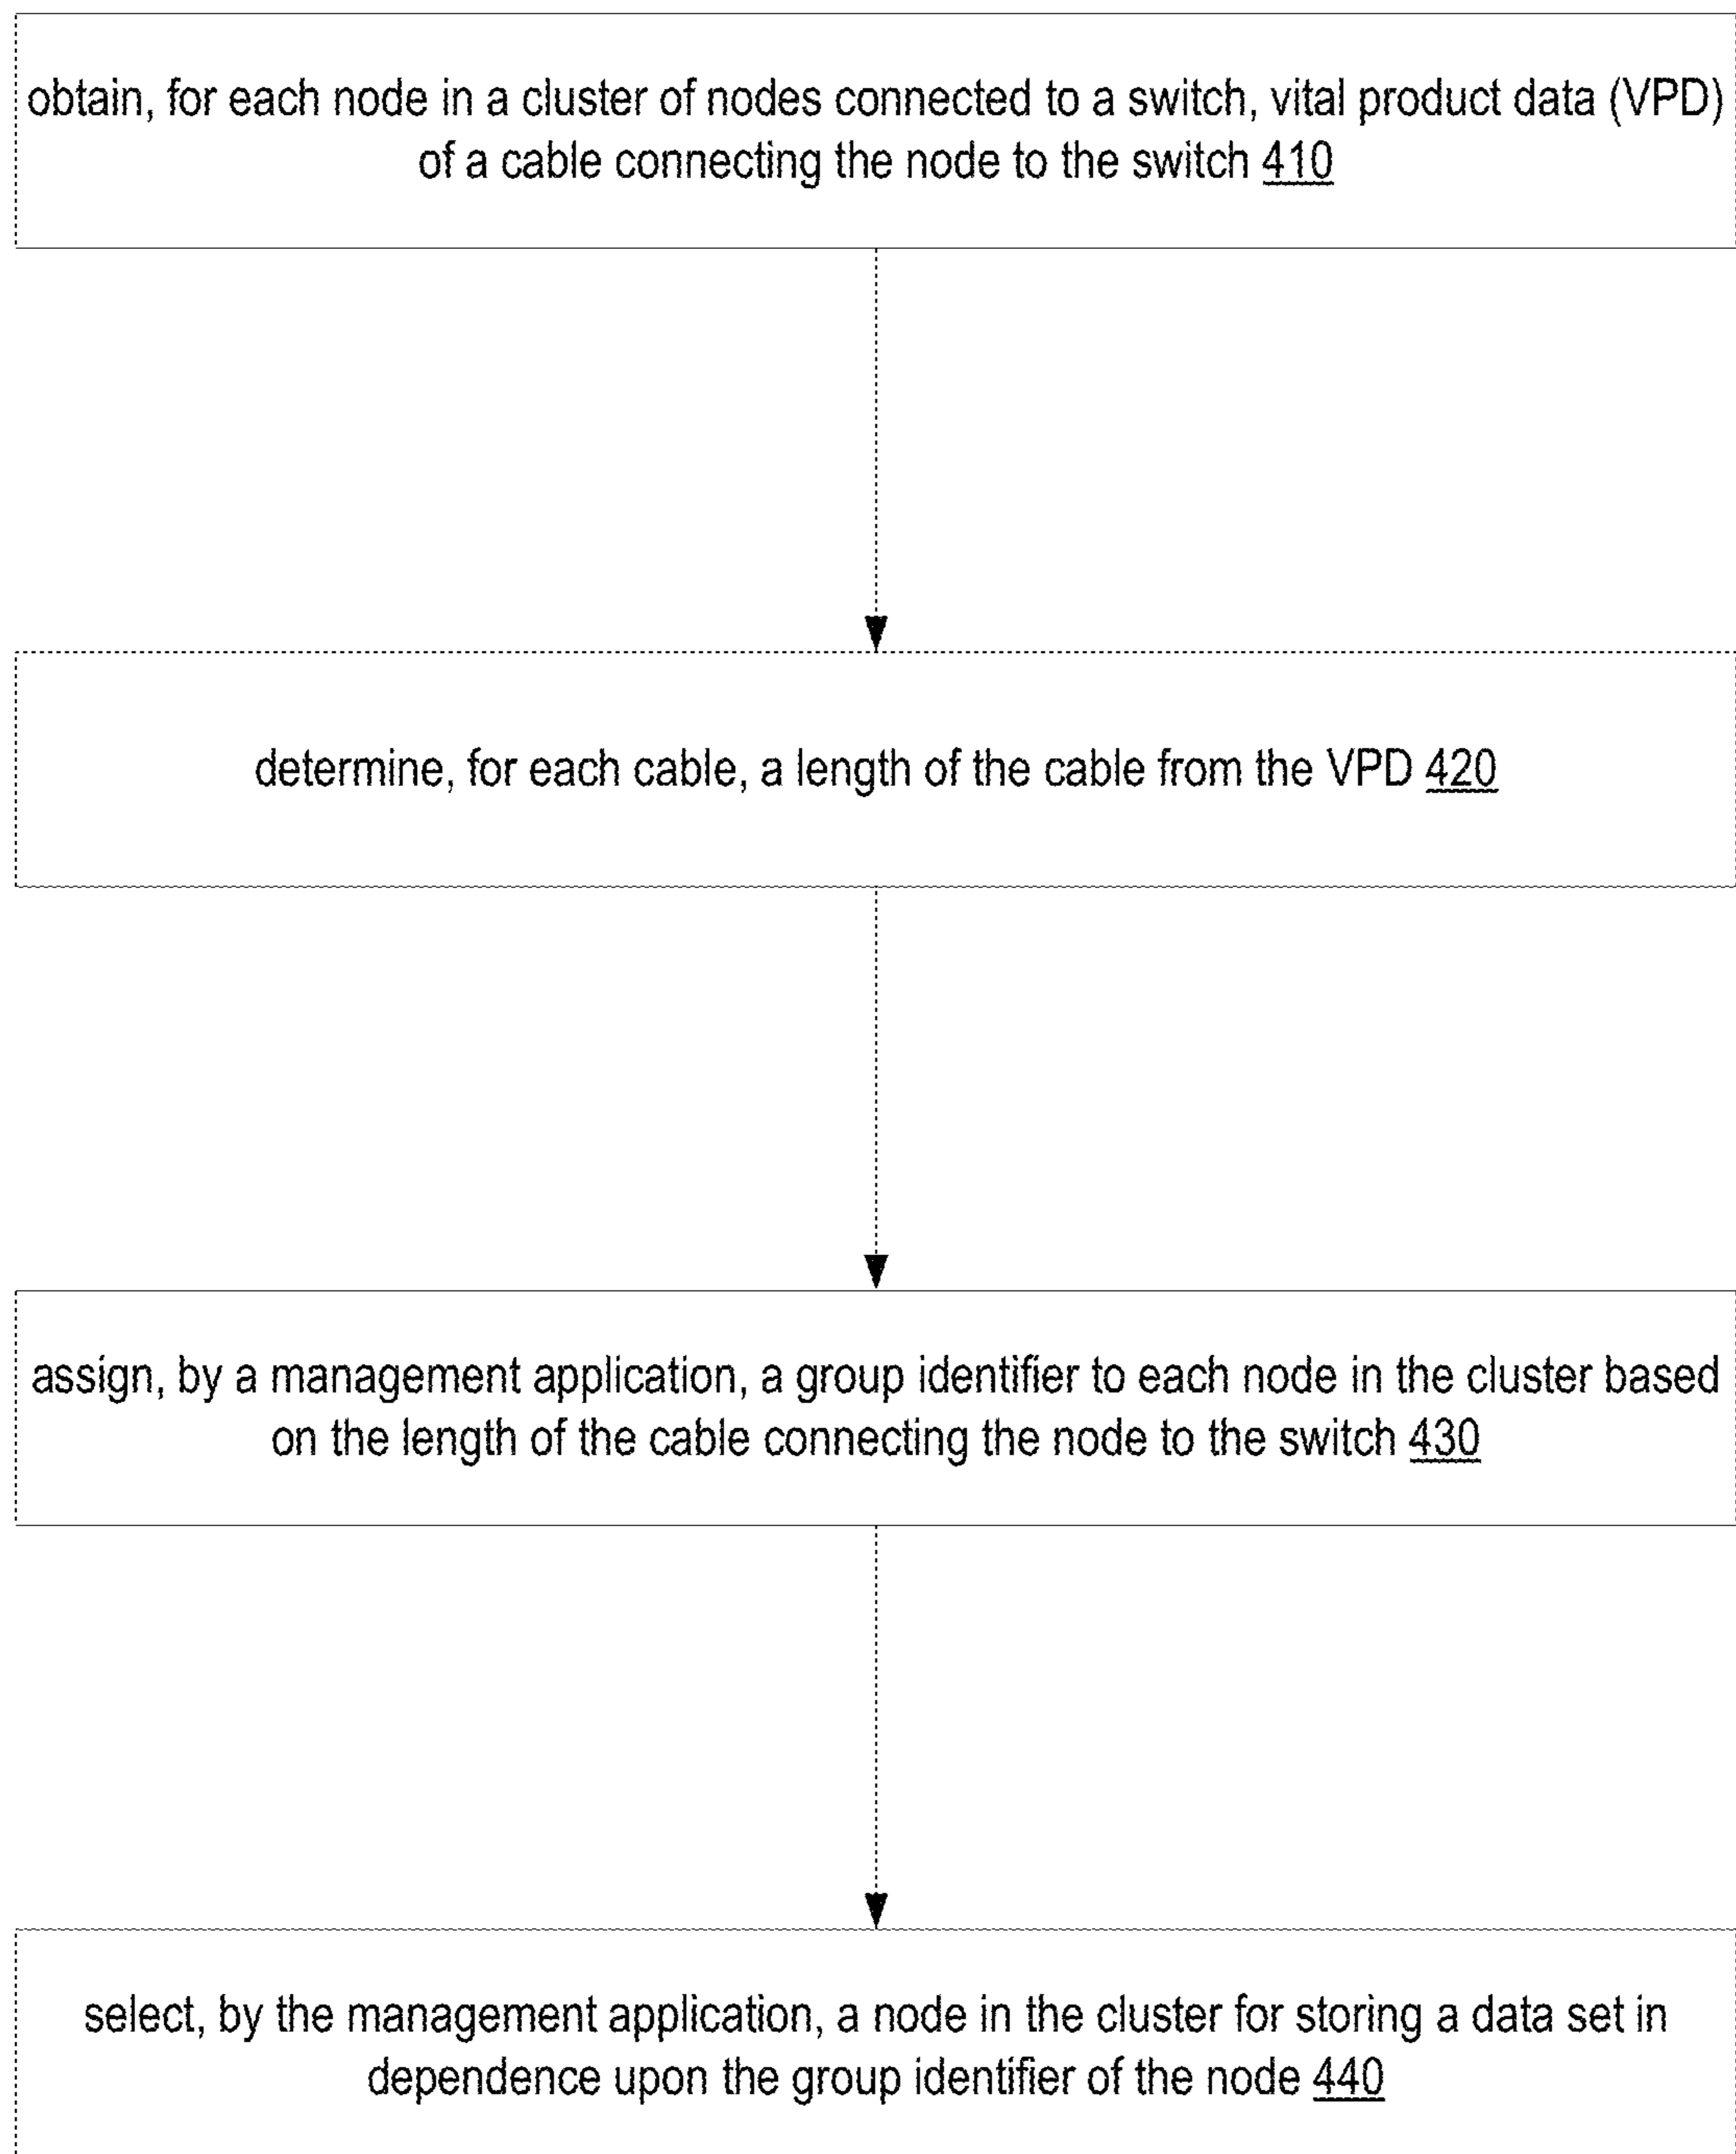 obtain, for each node in a cluster of nodes connected to a switch, vital product data (VPD)
of a cable connecting the node to the switch 410
determine, for each cable, a length of the cable from the VPD 420
assign, by a management application, a group identifier to each node in the cluster based
on the length of the cable connecting the node to the switch 430
select, by the management application, a node in the cluster for storing a data set in
dependence upon the group identifier of the node 440